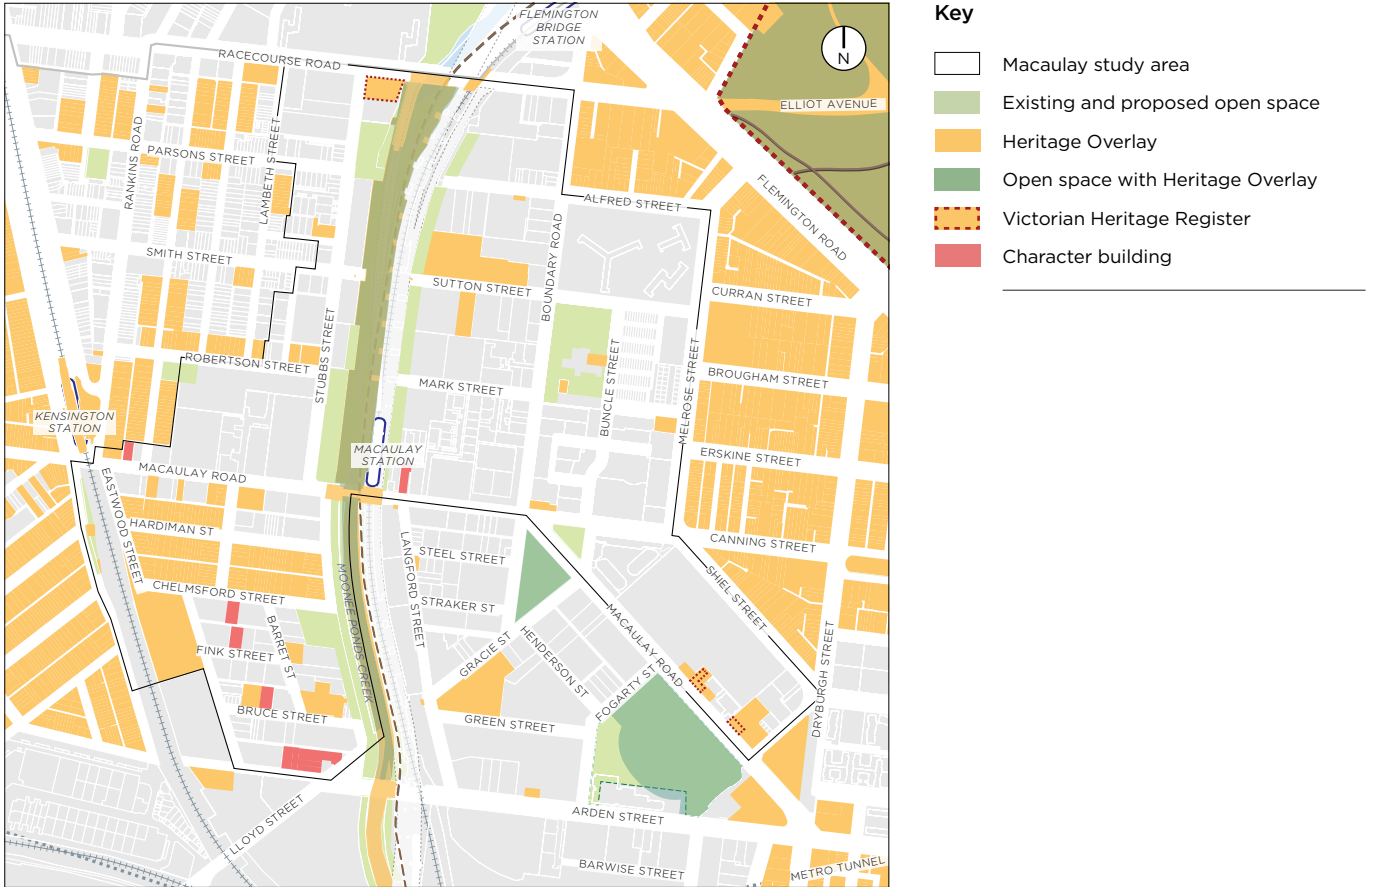 FLEMINGTON
BRIDGE
STATION
N
RACECOURSE ROAD
ELLIOT AVENUE
RANKINS ROAD
PARSONS STREET
LAMBETH STREET
FLEMINGTON ROAD
ALFRED STREET
BOUNDARY ROAD
SMITH STREET
SUTTON STREET
CURRAN STREET
STUBBS STREET
ROBERTSON STREET
MARK STREET
BUNCLE STREET
MELROSE STREET
BROUGHAM STREET
KENSINGTON
STATION
MACAULAY
STATION
ERSKINE STREET
MACAULAY ROAD
EASTWOOD STREET
HARDIMAN ST
LANGFORD STREET
STEEL STREET
CANNING STREET
SHIEL STREET
CHELMSFORD STREET
MOONEE PONDS CREEK
STRAKER ST
MACAULAY ROAD
BARRET ST
FINK STREET
GRACIE ST
HENDERSON ST
FOGARTY ST
DRYBURGH STREET
BRUCE STREET
GREEN STREET
LLOYD STREET
ARDEN STREET
BARWISE STREET
METRO TUNNEL
Key
Macaulay study area
Existing and proposed open space
Heritage Overlay
Open space with Heritage Overlay
Victorian Heritage Register
Character building